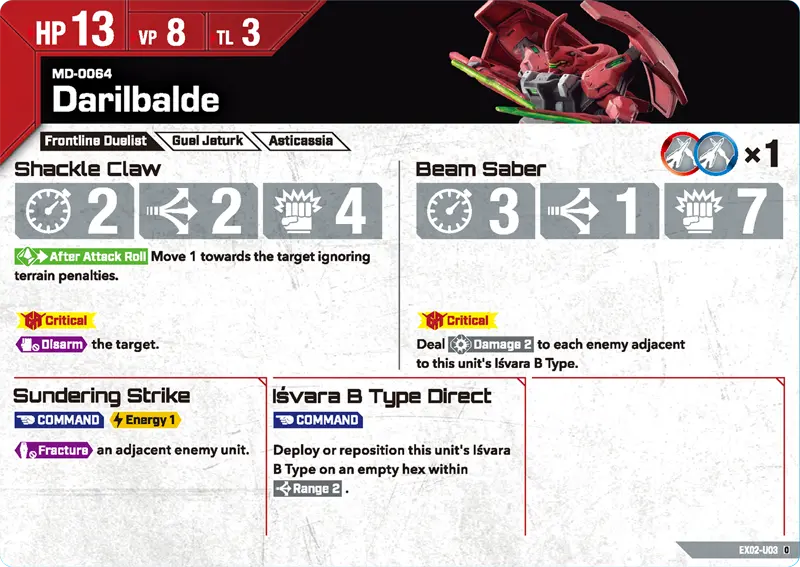 HP 13 VP 8 TL 3
MD-0064
Darilbalde
Frontline Duelist Guel Jeturk Asticassia
×1
Shackle Claw
2 2 4
After Attack Roll Move 1 towards the target ignoring
terrain penalties.
Critical
Disarm the target.
Beam Saber
3 1 7
Critical
Deal Damage 2 to each enemy adjacent
to this unit's Iśvara B Type.
Sundering Strike
COMMAND Energy 1
Fracture an adjacent enemy unit.
Iśvara B Type Direct
COMMAND
Deploy or reposition this unit's Iśvara
B Type on an empty hex within
Range 2 .
EX02-U03 0